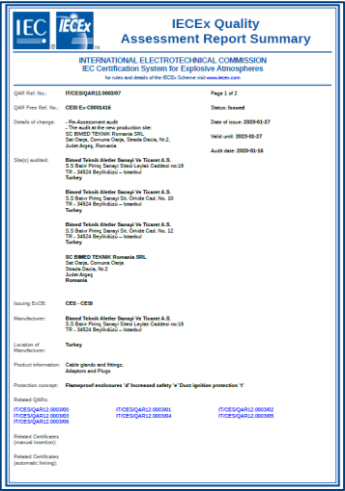 IEC
IECEx
IECEx Quality
Assessment Report Summary
INTERNATIONAL ELECTROTECHNICAL COMMISSION
IEC Certification System for Explosive Atmospheres
for rules and details of the IECEx Scheme visit www.iecex.com
QAR Ref. No.: IT/CES/QAR12.0003/07 Page 1 of 2
QAR Free Ref. No.: CESI Ex-C0001416 Status: Issued
Details of change: - Re-Assessment audit Date of issue: 2020-01-27
- The audit at the new production site:
SC BIMED TEKNIK Romania SRL Valid until: 2023-01-27
Sat Oarja, Comuna Oarja, Strada Dacia, Nr.2,
Judet Arges, Romania Audit date: 2020-01-16
Site(s) audited: Bimed Teknik Aletler Sanayi Ve Ticaret A.S.
S.S Bakır Pirinç Sanayi Sitesi Leylak Caddesi no:16
TR - 34524 Beylikdüzü – Istanbul
Turkey
Bimed Teknik Aletler Sanayi Ve Ticaret A.S.
S.S Bakır Pirinç Sanayi Sit. Orkide Cad. No. 10
TR - 34524 Beylikdüzü – Istanbul
Turkey
Bimed Teknik Aletler Sanayi Ve Ticaret A.S.
S.S Bakır Pirinç Sanayi Sit. Orkide Cad. No. 12
TR - 34524 Beylikdüzü – Istanbul
Turkey
SC BIMED TEKNIK Romania SRL
Sat Oarja, Comuna Oarja
Strada Dacia, Nr.2
Judet Arges
Romania
Issuing ExCB: CES - CESI
Manufacturer: Bimed Teknik Aletler Sanayi Ve Ticaret A.S.
S.S Bakır Pirinç Sanayi Sitesi Leylak Caddesi no:16
TR - 34524 Beylikdüzü – Istanbul
Location of Turkey
Manufacturer:
Product information: Cable glands and fittings,
Adaptors and Plugs
Protection concept: Flameproof enclosures 'd' Increased safety 'e' Dust ignition protection 't'
Related QARs:
IT/CES/QAR12.0003/00 IT/CES/QAR12.0003/01 IT/CES/QAR12.0003/02
IT/CES/QAR12.0003/03 IT/CES/QAR12.0003/04 IT/CES/QAR12.0003/05
IT/CES/QAR12.0003/06
Related Certificates
(manual insertion):
Related Certificates
(automatic linking):